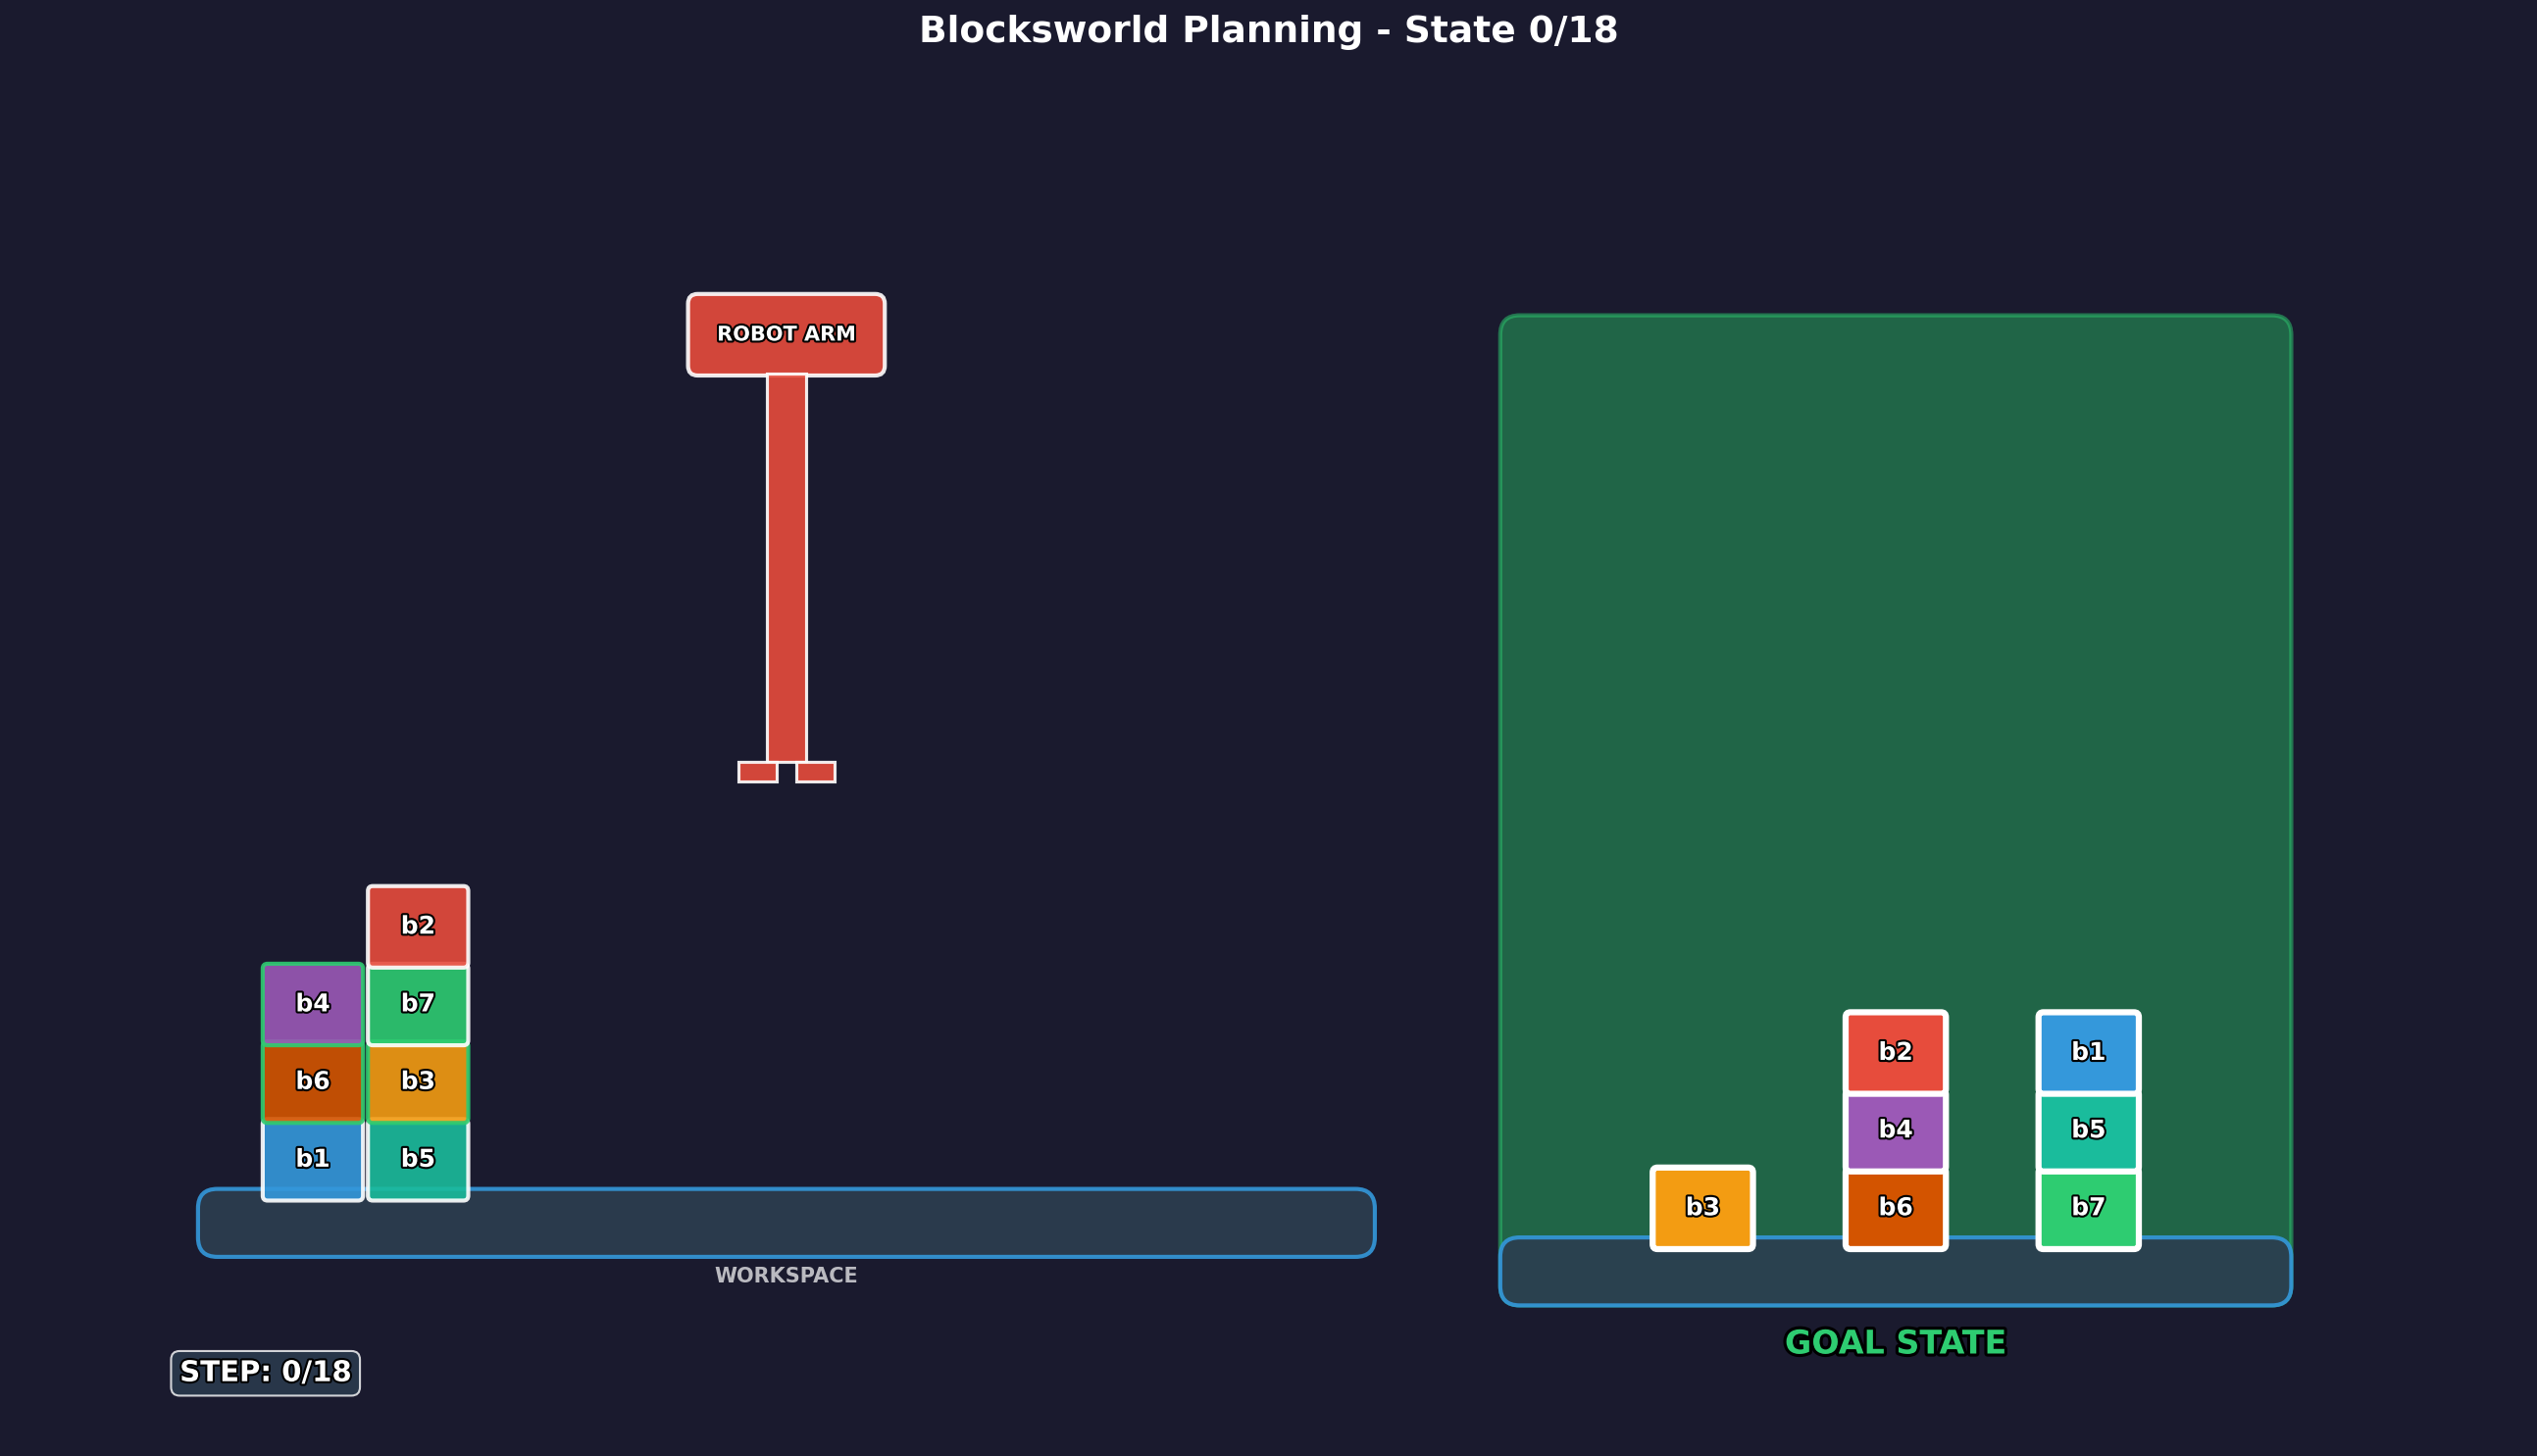 Blocksworld Planning - State 0/18
ROBOT ARM
b2
b4 b7
b6 b3
b1 b5
WORKSPACE
STEP: 0/18
b2 b1
b4 b5
b3 b6 b7
GOAL STATE